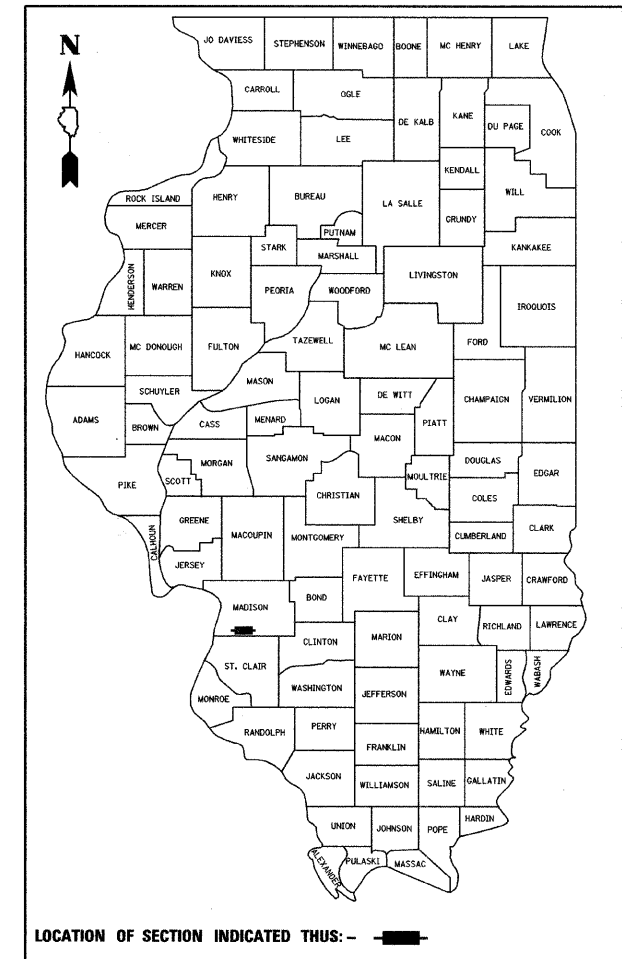 JO DAVIESS STEPHENSON WINNEBAGO BOONE MC HENRY LAKE
N
CARROLL OGLE DE KALB KANE DU PAGE COOK
WHITESIDE LEE
KENDALL
WILL
ROCK ISLAND HENRY BUREAU LA SALLE GRUNDY
MERCER PUTNAM
STARK MARSHALL KANKAKEE
HENDERSON WARREN KNOX PEORIA WOODFORD LIVINGSTON
IROQUOIS
HANCOCK MC DONOUGH FULTON TAZEWELL MC LEAN FORD
MASON
SCHUYLER LOGAN DE WITT CHAMPAIGN VERMILION
ADAMS BROWN CASS MENARD PIATT
MACON
SANGAMON DOUGLAS
PIKE SCOTT MORGAN MOULTRIE EDGAR
CHRISTIAN COLES
GREENE SHELBY
CALHOUN MACOUPIN MONTGOMERY CUMBERLAND CLARK
JERSEY
FAYETTE EFFINGHAM JASPER CRAWFORD
MADISON BOND
CLAY RICHLAND LAWRENCE
CLINTON MARION
ST. CLAIR WAYNE EDWARDS WABASH
WASHINGTON JEFFERSON
MONROE
RANDOLPH PERRY HAMILTON WHITE
FRANKLIN
JACKSON WILLIAMSON SALINE GALLATIN
UNION JOHNSON POPE HARDIN
ALEXANDER PULASKI MASSAC
LOCATION OF SECTION INDICATED THUS: -